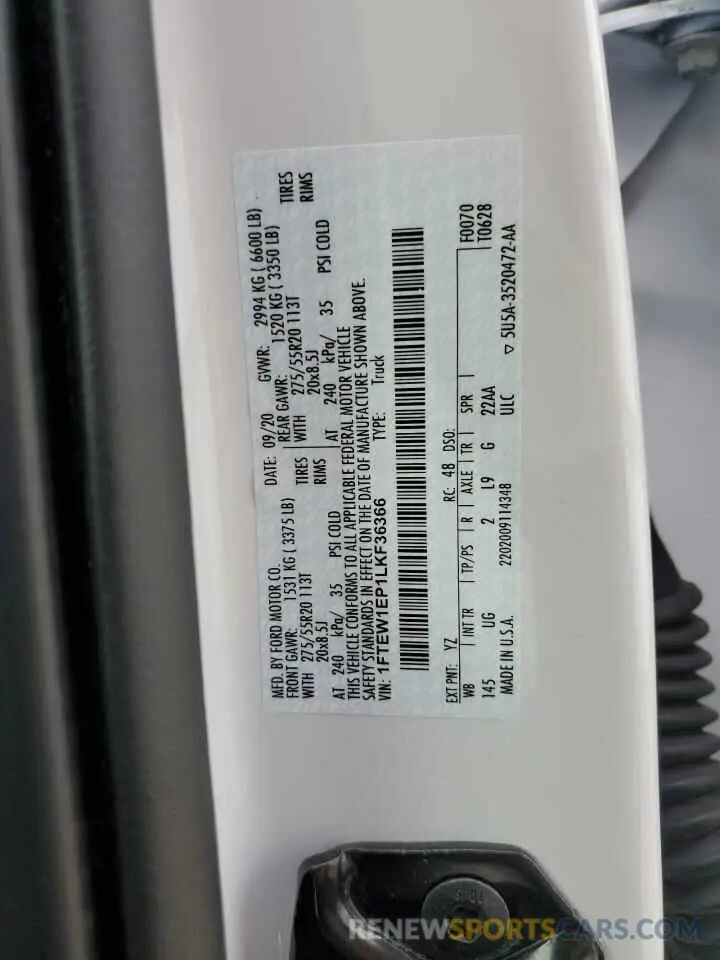 MFD. BY FORD MOTOR CO.
DATE: 09/20 GVWR: 2994 KG ( 6600 LB)
FRONT GAWR: 1531 KG ( 3375 LB)
REAR GAWR: 1520 KG ( 3350 LB)
WITH 275/55R20 113T TIRES
WITH 275/55R20 113T TIRES
20x8.5J RIMS
20x8.5J RIMS
AT 240 kPa/ 35 PSI COLD
AT 240 kPa/ 35 PSI COLD
THIS VEHICLE CONFORMS TO ALL APPLICABLE FEDERAL MOTOR VEHICLE
SAFETY STANDARDS IN EFFECT ON THE DATE OF MANUFACTURE SHOWN ABOVE.
VIN: 1FTEW1EP1LKF36366 TYPE: Truck
F0070
EXT PNT: YZ RC: 48 DSO: T0628
WB INT TR TP/PS R AXLE TR SPR
145 UG 2 L9 G 22AA
MADE IN U.S.A. 2202009114348 ULC ▽ 5U5A-3520472-AA
RENEWSPORTSCARS.COM